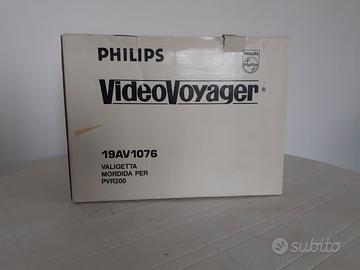 PHILIPS
VideoVoyager®
19AV1076
VALIGETTA
MORDIDA PER
PVR200
subito